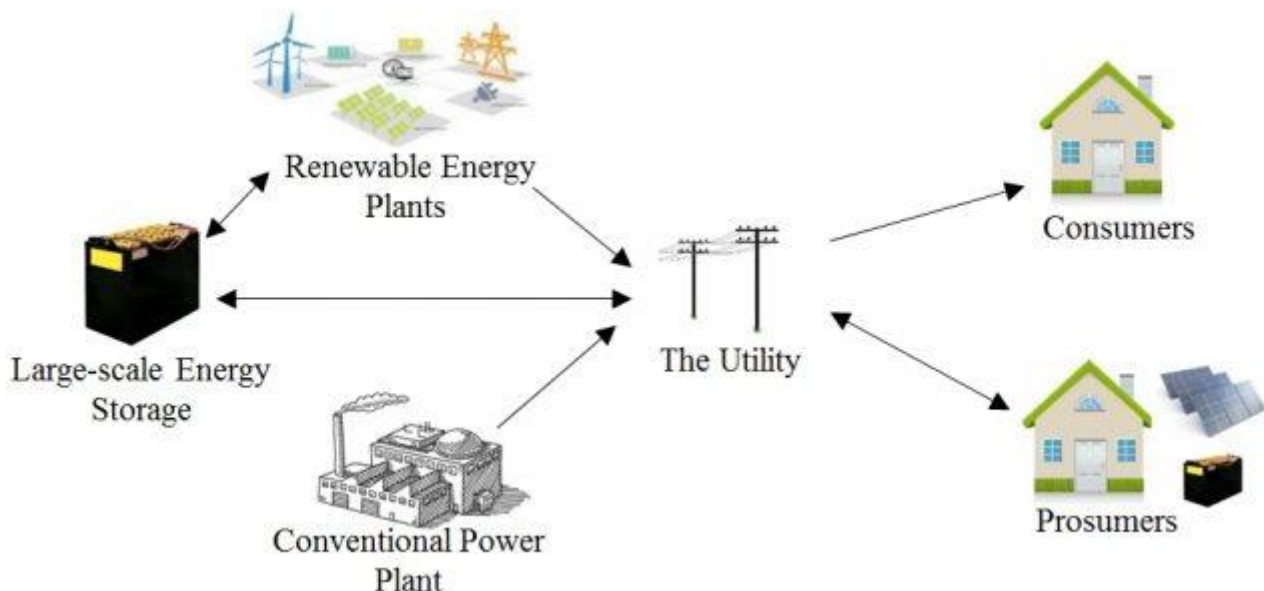 Renewable Energy
Plants
Consumers
Large-scale Energy
Storage
The Utility
Conventional Power
Plant
Prosumers